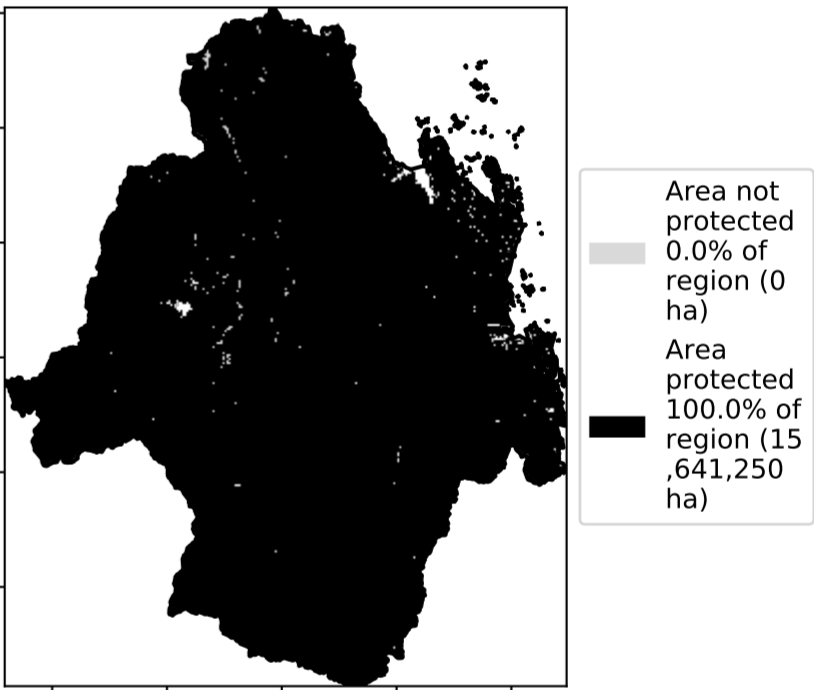 Area not
protected
0.0% of
region (0
ha)
Area
protected
100.0% of
region (15
,641,250
ha)